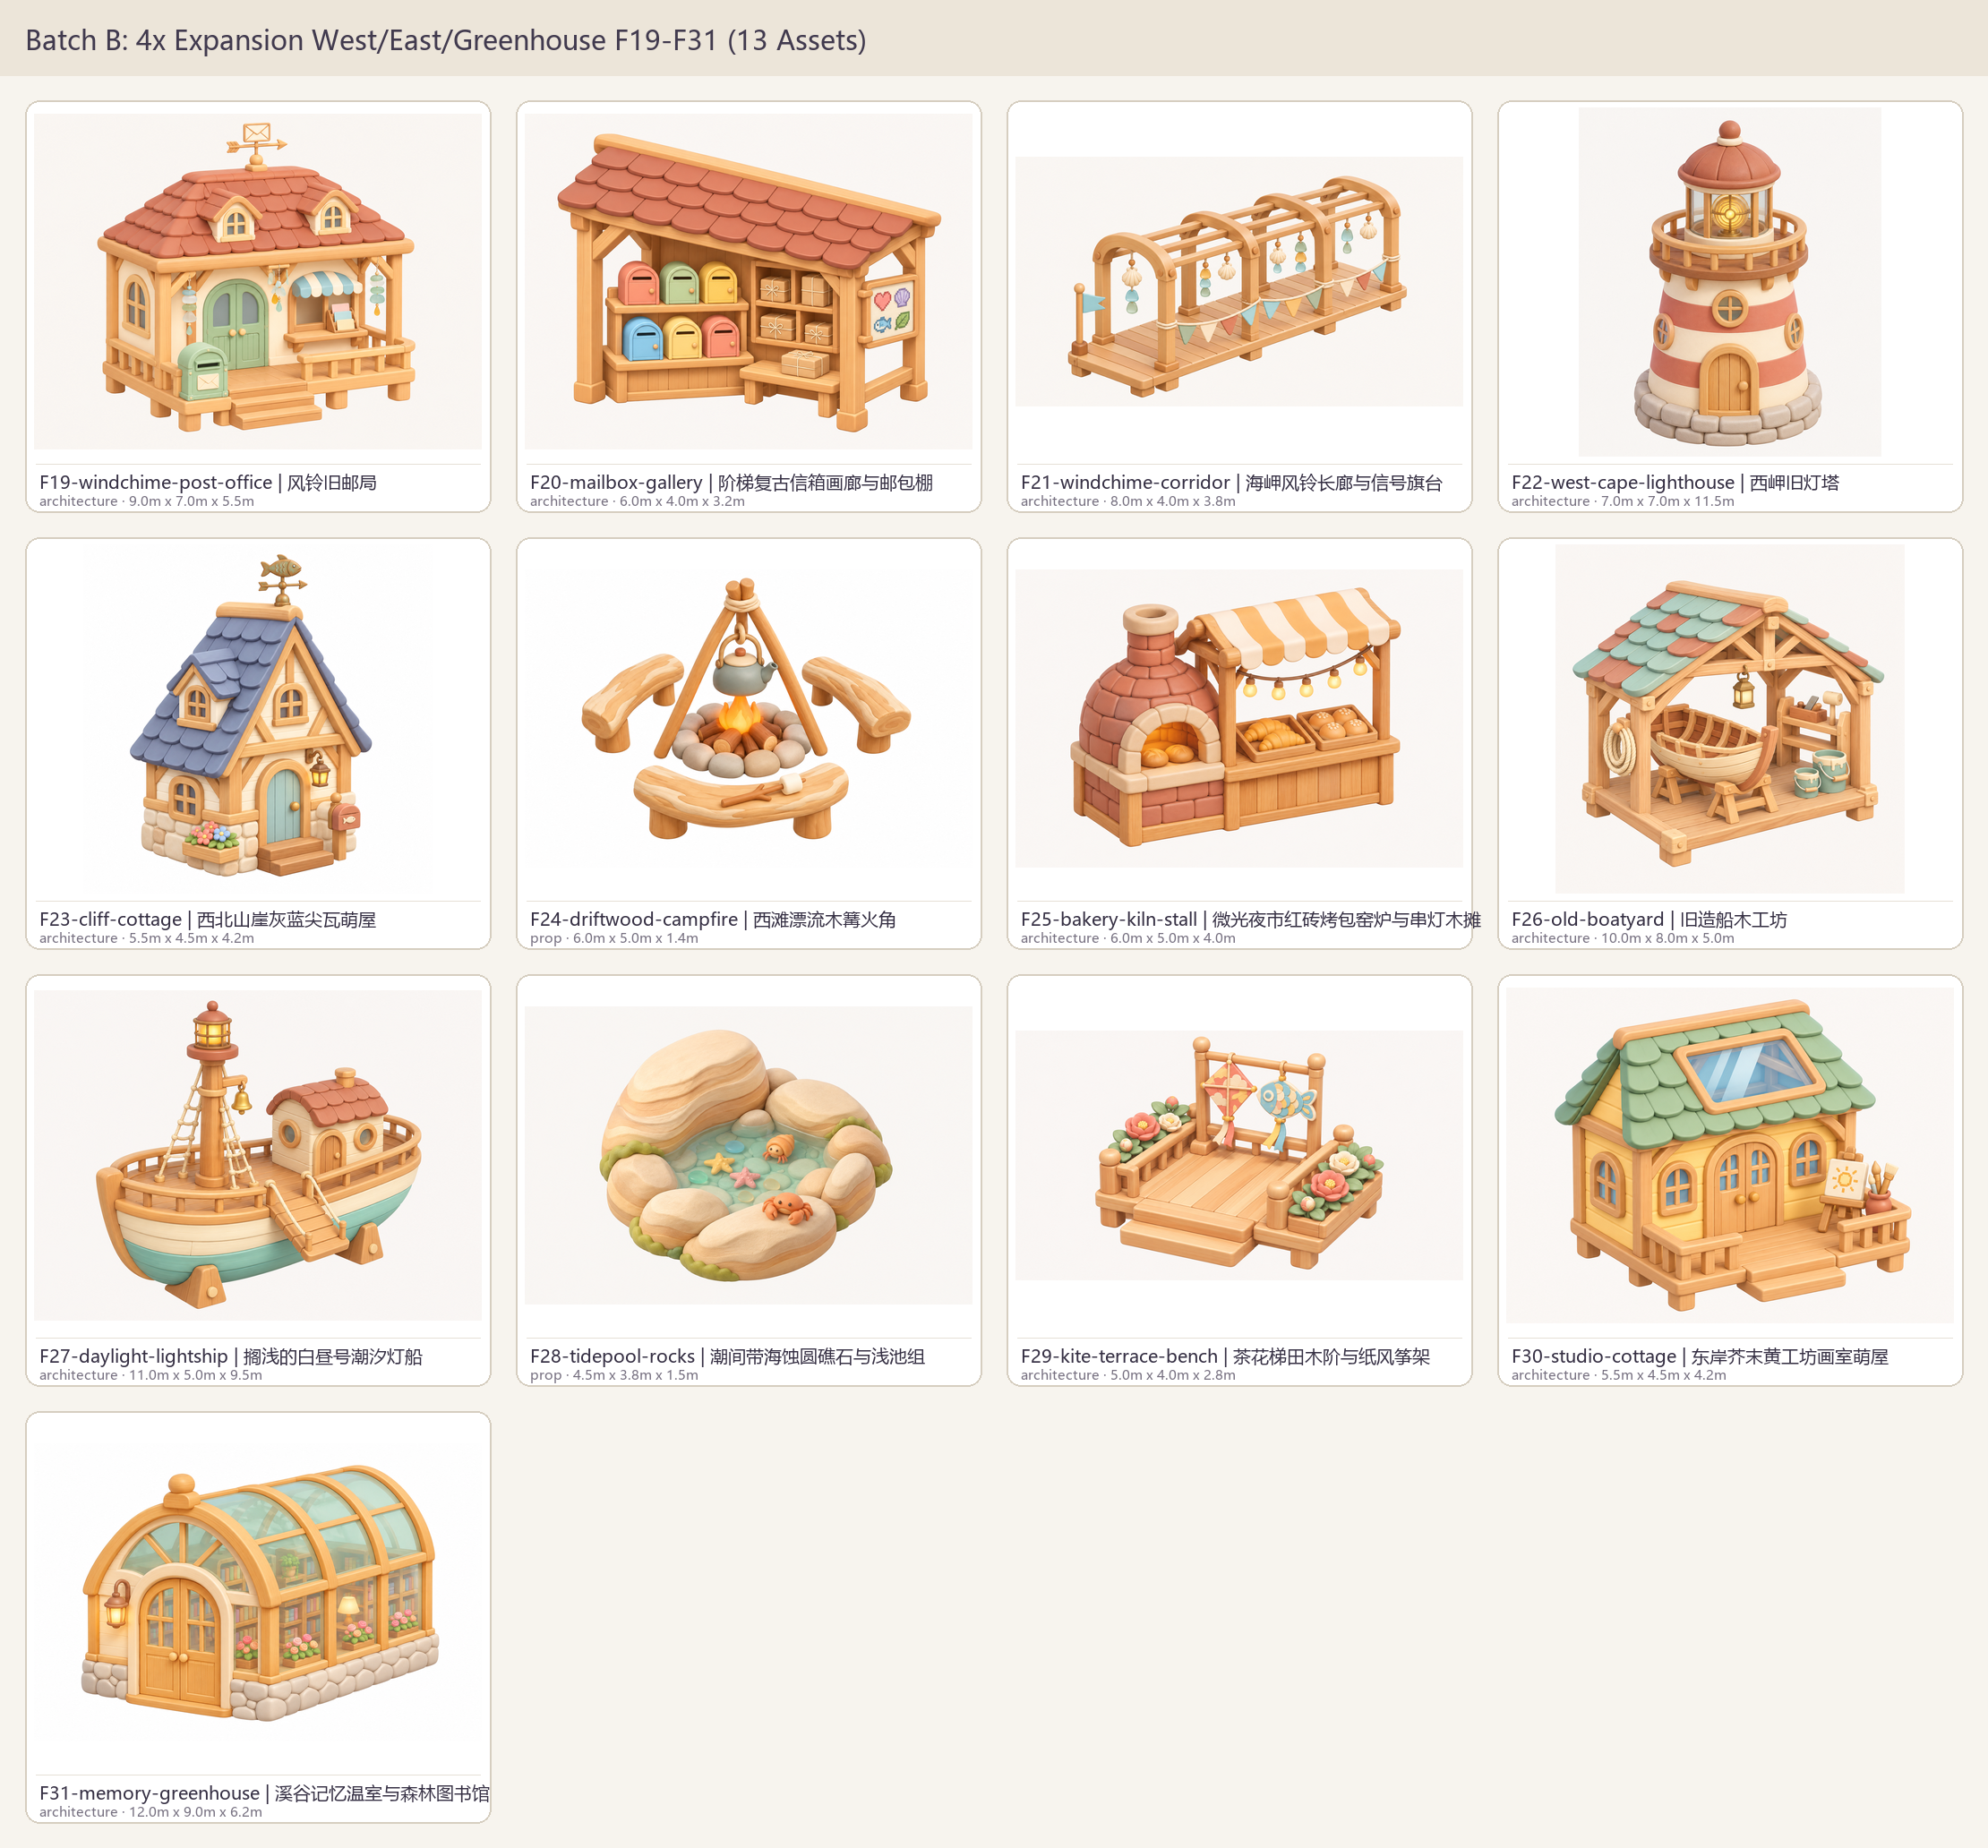 Batch B: 4x Expansion West/East/Greenhouse F19-F31 (13 Assets)
F19-windchime-post-office | 风铃旧邮局
architecture · 9.0m x 7.0m x 5.5m
F20-mailbox-gallery | 阶梯复古信箱画廊与邮包棚
architecture · 6.0m x 4.0m x 3.2m
F21-windchime-corridor | 海岬风铃长廊与信号旗台
architecture · 8.0m x 4.0m x 3.8m
F22-west-cape-lighthouse | 西岬旧灯塔
architecture · 7.0m x 7.0m x 11.5m
F23-cliff-cottage | 西北山崖灰蓝尖瓦萌屋
architecture · 5.5m x 4.5m x 4.2m
F24-driftwood-campfire | 西滩漂流木篝火角
prop · 6.0m x 5.0m x 1.4m
F25-bakery-kiln-stall | 微光夜市红砖烤包窑炉与串灯木摊
architecture · 6.0m x 5.0m x 4.0m
F26-old-boatyard | 旧造船木工坊
architecture · 10.0m x 8.0m x 5.0m
F27-daylight-lightship | 搁浅的白昼号潮汐灯船
architecture · 11.0m x 5.0m x 9.5m
F28-tidepool-rocks | 潮间带海蚀圆礁石与浅池组
prop · 4.5m x 3.8m x 1.5m
F29-kite-terrace-bench | 茶花梯田木阶与纸风筝架
architecture · 5.0m x 4.0m x 2.8m
F30-studio-cottage | 东岸芥末黄工坊画室萌屋
architecture · 5.5m x 4.5m x 4.2m
F31-memory-greenhouse | 溪谷记忆温室与森林图书馆
architecture · 12.0m x 9.0m x 6.2m